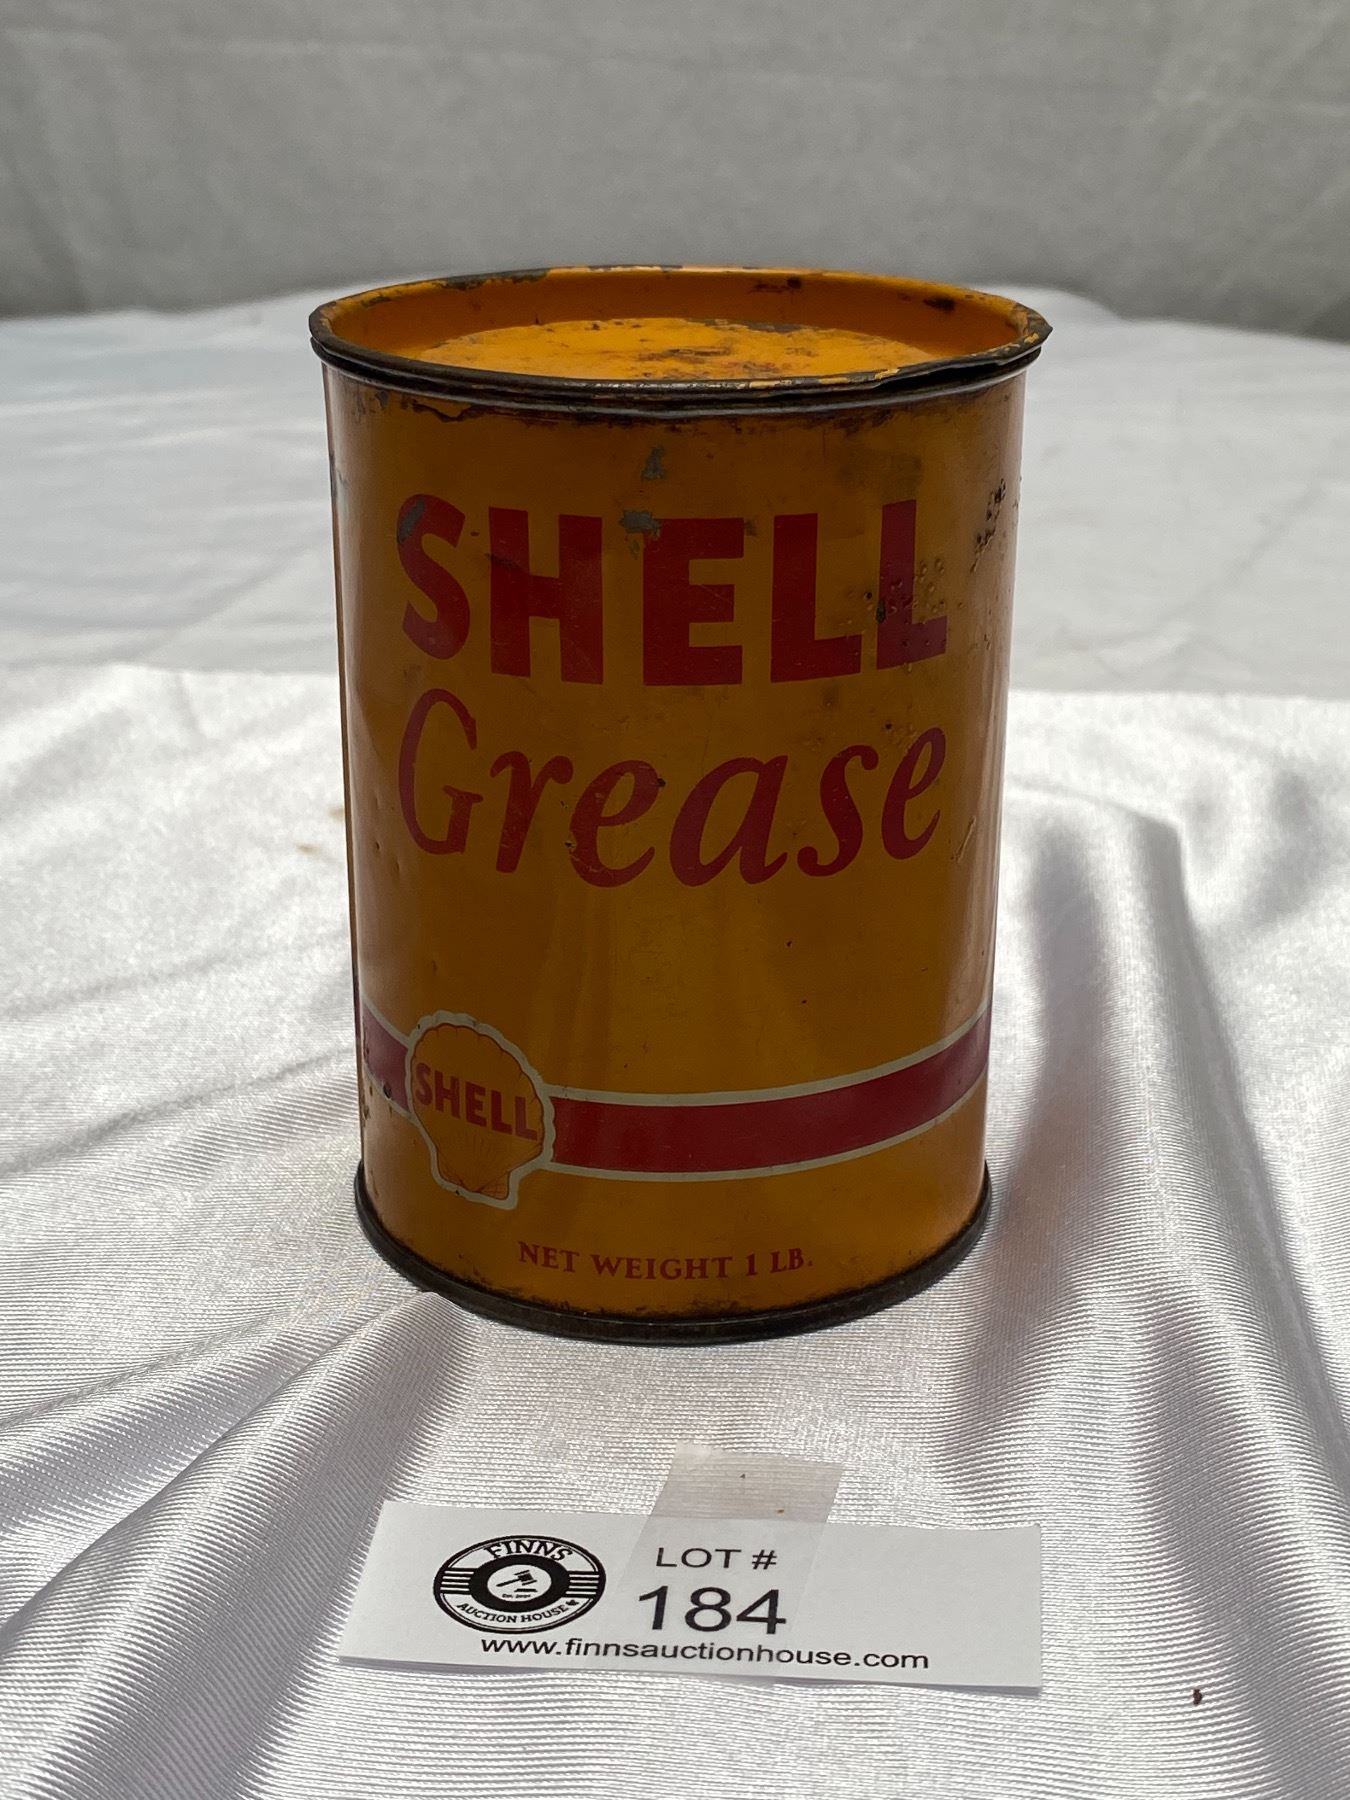 SHELL
Grease
SHELL
NET WEIGHT 1 LB.
FINNS
AUCTION HOUSE
LOT #
184
www.finnsauctionhouse.com